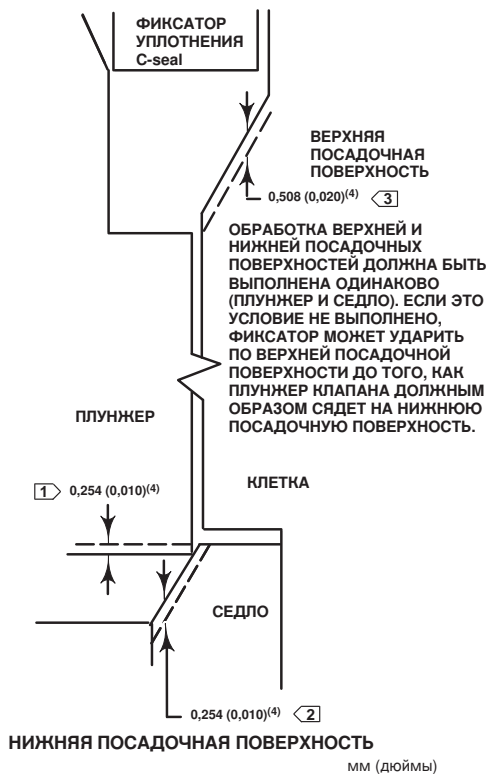 ФИКСАТОР
УПЛОТНЕНИЯ
C-seal
ВЕРХНЯЯ
ПОСАДОЧНАЯ
ПОВЕРХНОСТЬ
0,508 (0,020)(4) 3
ОБРАБОТКА ВЕРХНЕЙ И
НИЖНЕЙ ПОСАДОЧНЫХ
ПОВЕРХНОСТЕЙ ДОЛЖНА БЫТЬ
ВЫПОЛНЕНА ОДИНАКОВО
(ПЛУНЖЕР И СЕДЛО). ЕСЛИ ЭТО
УСЛОВИЕ НЕ ВЫПОЛНЕНО,
ФИКСАТОР МОЖЕТ УДАРИТЬ
ПО ВЕРХНЕЙ ПОСАДОЧНОЙ
ПОВЕРХНОСТИ ДО ТОГО, КАК
ПЛУНЖЕР КЛАПАНА ДОЛЖНЫМ
ОБРАЗОМ СЯДЕТ НА НИЖНЮЮ
ПОСАДОЧНУЮ ПОВЕРХНОСТЬ.
ПЛУНЖЕР
КЛЕТКА
1 0,254 (0,010)(4)
СЕДЛО
0,254 (0,010)(4) 2
НИЖНЯЯ ПОСАДОЧНАЯ ПОВЕРХНОСТЬ
мм (дюймы)